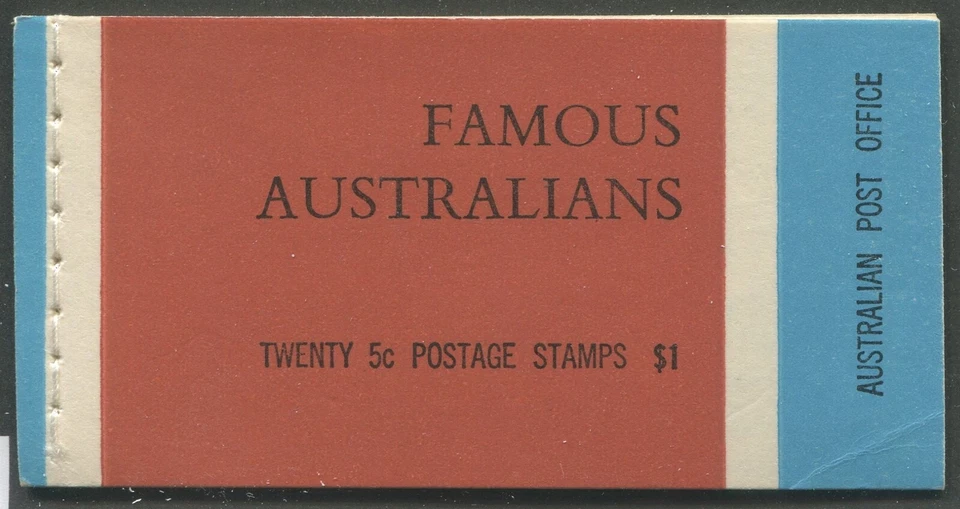 FAMOUS
AUSTRALIANS
TWENTY 5c POSTAGE STAMPS $1
AUSTRALIAN POST OFFICE